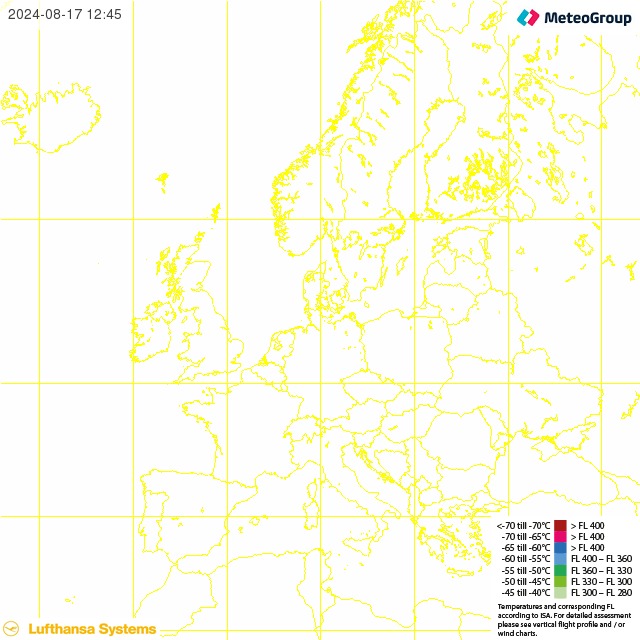 2024-08-17 12:45
MeteoGroup
<-70 till -70°C > FL 400
-70 till -65°C > FL 400
-65 till -60°C > FL 400
-60 till -55°C FL 400 – FL 360
-55 till -50°C FL 360 – FL 330
-50 till -45°C FL 330 – FL 300
-45 till -40°C FL 300 – FL 280
Temperatures and corresponding FL
according to ISA. For detailed assessment
please see vertical flight profile and / or
wind charts.
Lufthansa Systems